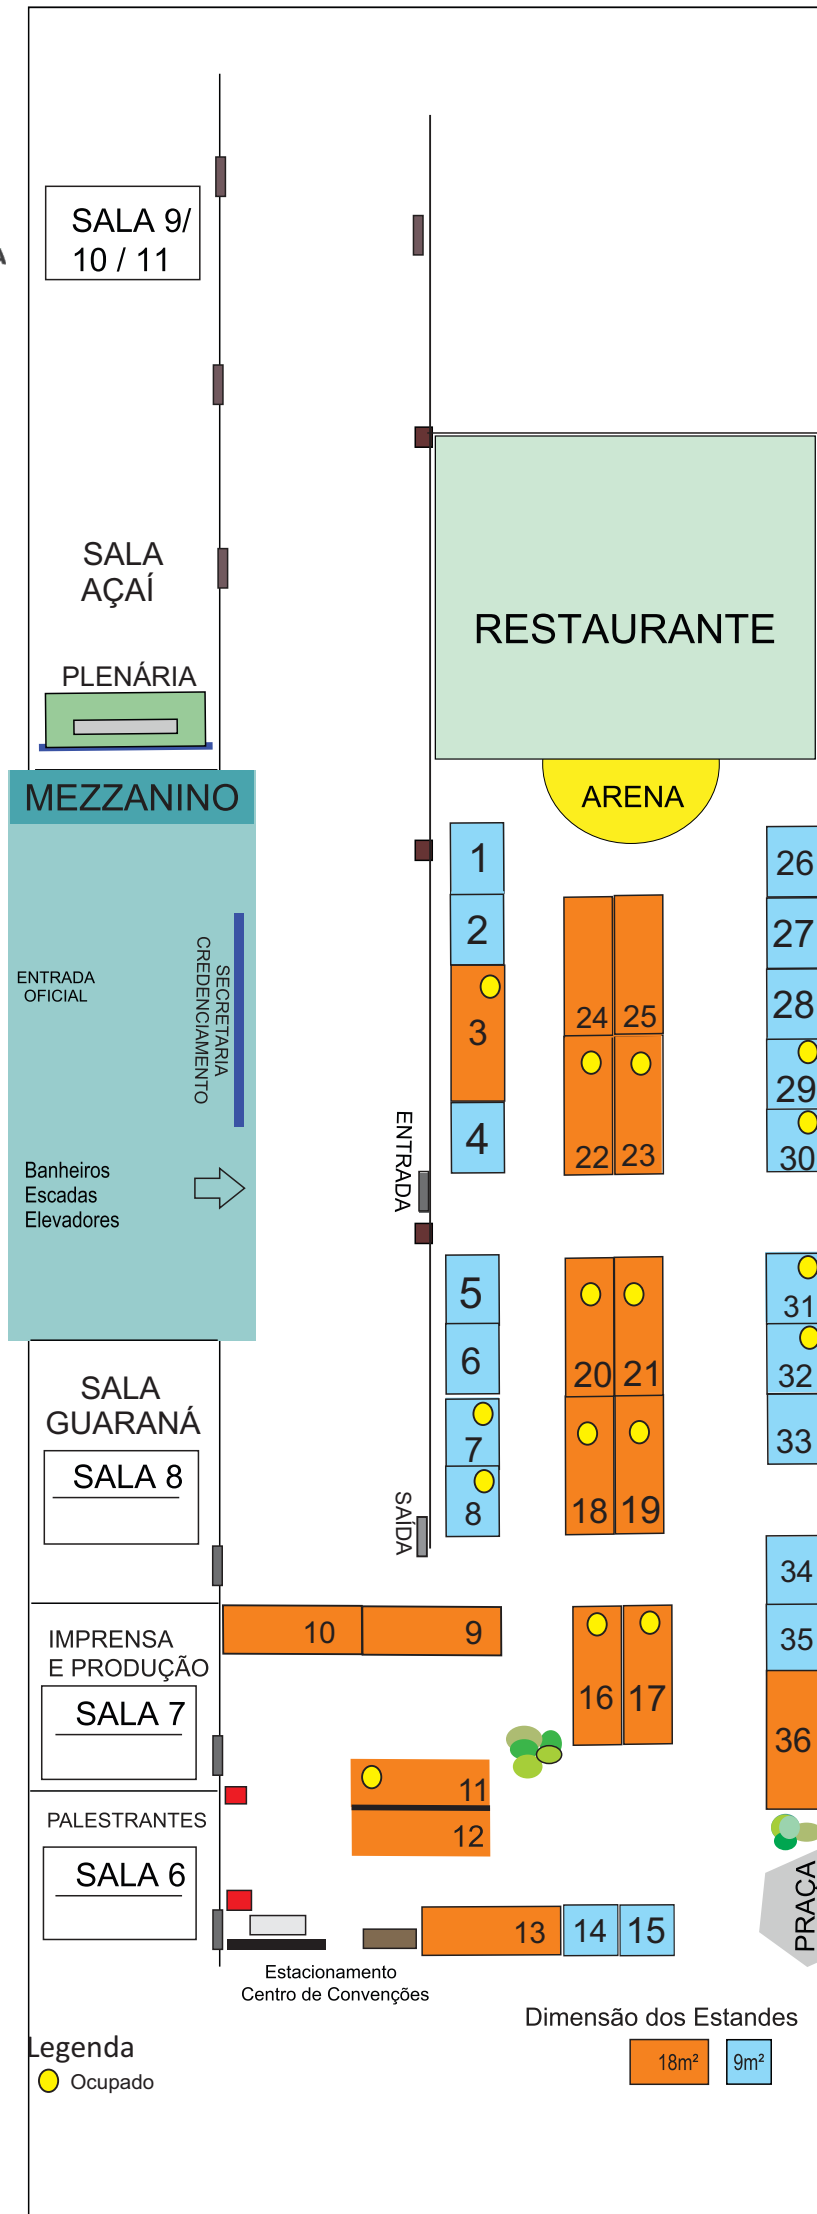 SALA 9/
10 / 11
A
SALA
AÇAÍ
RESTAURANTE
PLENÁRIA
MEZZANINO
ARENA
1
26
2
27
ENTRADA
OFICIAL
SECRETARIA
CREDENCIAMENTO
3
24
25
28
29
4
22
23
30
ENTRADA
Banheiros
Escadas
Elevadores
5
31
6
20
21
32
SALA
GUARANÁ
7
33
SALA 8
8
18
19
SAÍDA
34
10
9
35
IMPRENSA
E PRODUÇÃO
16
17
SALA 7
36
11
12
PALESTRANTES
SALA 6
PRAÇA
13
14
15
Estacionamento
Centro de Convenções
Dimensão dos Estandes
18m²
9m²
Legenda
Ocupado